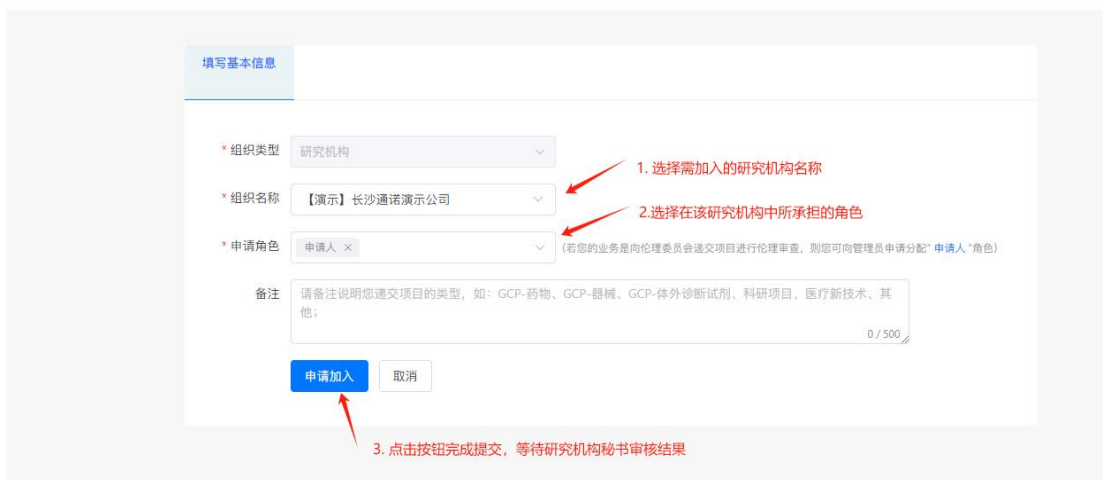 填写基本信息
* 组织类型 研究机构
1. 选择需加入的研究机构名称
* 组织名称 【演示】长沙通诺演示公司
2.选择在该研究机构中所承担的角色
* 申请角色 申请人 × (若您的业务是向伦理委员会递交项目进行伦理审查，则您可向管理员申请分配“ 申请人 ”角色)
备注 请备注说明您递交项目的类型，如：GCP-药物、GCP-器械、GCP-体外诊断试剂、科研项目、医疗新技术、其
他；
0 / 500
申请加入 取消
3. 点击按钮完成提交，等待研究机构秘书审核结果